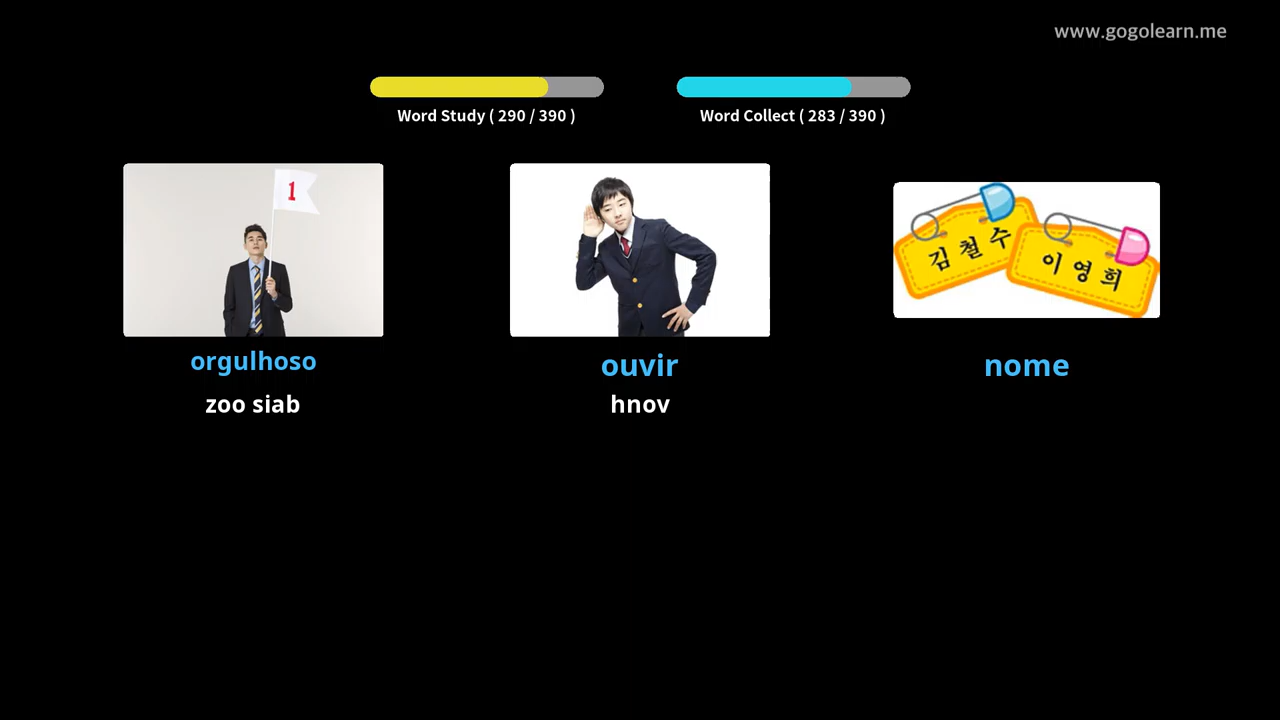 www.gogolearn.me
Word Study ( 290 / 390 )
Word Collect ( 283 / 390 )
1
김철수
이영희
orgulhoso
ouvir
nome
zoo siab
hnov